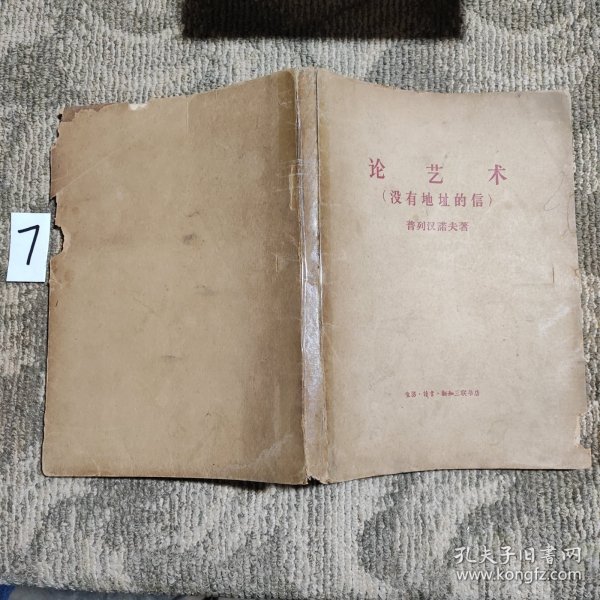 7
论艺术
（没有地址的信）
普列汉诺夫著
生活·读书·新知三联书店
孔夫子旧书网
www.kongfz.com